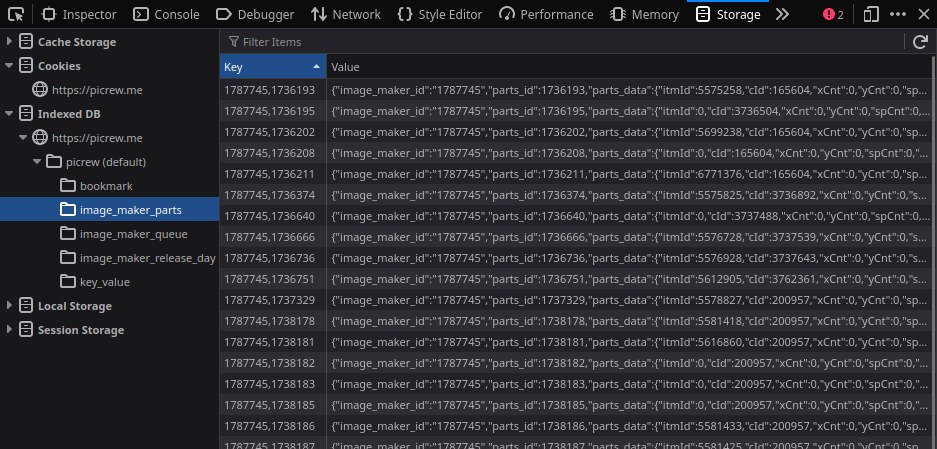 Inspector Console Debugger Network Style Editor Performance Memory Storage 2
Cache Storage
Cookies
https://picrew.me
Indexed DB
https://picrew.me
picrew (default)
bookmark
image_maker_parts
image_maker_queue
image_maker_release_day
key_value
Local Storage
Session Storage
Filter Items
Key Value
1787745,1736193 {"image_maker_id":"1787745","parts_id":1736193,"parts_data":{"itmId":5575258,"cId":165604,"xCnt":0,"yCnt":0,"sp...
1787745,1736195 {"image_maker_id":"1787745","parts_id":1736195,"parts_data":{"itmId":0,"cId":3736504,"xCnt":0,"yCnt":0,"spCnt":0,...
1787745,1736202 {"image_maker_id":"1787745","parts_id":1736202,"parts_data":{"itmId":5699238,"cId":165604,"xCnt":0,"yCnt":0,"sp...
1787745,1736208 {"image_maker_id":"1787745","parts_id":1736208,"parts_data":{"itmId":0,"cId":165604,"xCnt":0,"yCnt":0,"spCnt":0,"...
1787745,1736211 {"image_maker_id":"1787745","parts_id":1736211,"parts_data":{"itmId":6771376,"cId":165604,"xCnt":0,"yCnt":0,"sp...
1787745,1736374 {"image_maker_id":"1787745","parts_id":1736374,"parts_data":{"itmId":5575825,"cId":3736892,"xCnt":0,"yCnt":0,"s...
1787745,1736640 {"image_maker_id":"1787745","parts_id":1736640,"parts_data":{"itmId":0,"cId":3737488,"xCnt":0,"yCnt":0,"spCnt":0,...
1787745,1736666 {"image_maker_id":"1787745","parts_id":1736666,"parts_data":{"itmId":5576728,"cId":3737539,"xCnt":0,"yCnt":0,"s...
1787745,1736736 {"image_maker_id":"1787745","parts_id":1736736,"parts_data":{"itmId":5576928,"cId":3737643,"xCnt":0,"yCnt":0,"s...
1787745,1736751 {"image_maker_id":"1787745","parts_id":1736751,"parts_data":{"itmId":5612905,"cId":3762361,"xCnt":0,"yCnt":0,"s...
1787745,1737329 {"image_maker_id":"1787745","parts_id":1737329,"parts_data":{"itmId":5578827,"cId":200957,"xCnt":0,"yCnt":0,"sp...
1787745,1738178 {"image_maker_id":"1787745","parts_id":1738178,"parts_data":{"itmId":5581418,"cId":200957,"xCnt":0,"yCnt":0,"sp...
1787745,1738181 {"image_maker_id":"1787745","parts_id":1738181,"parts_data":{"itmId":5616860,"cId":200957,"xCnt":0,"yCnt":0,"sp...
1787745,1738182 {"image_maker_id":"1787745","parts_id":1738182,"parts_data":{"itmId":0,"cId":200957,"xCnt":0,"yCnt":0,"spCnt":0,"...
1787745,1738183 {"image_maker_id":"1787745","parts_id":1738183,"parts_data":{"itmId":0,"cId":200957,"xCnt":0,"yCnt":0,"spCnt":0,"...
1787745,1738185 {"image_maker_id":"1787745","parts_id":1738185,"parts_data":{"itmId":0,"cId":200957,"xCnt":0,"yCnt":0,"spCnt":0,"...
1787745,1738186 {"image_maker_id":"1787745","parts_id":1738186,"parts_data":{"itmId":5581433,"cId":200957,"xCnt":0,"yCnt":0,"sp...
1787745,1738187 {"image_maker_id":"1787745","parts_id":1738187,"parts_data":{"itmId":5581425,"cId":200957,"xCnt":0,"yCnt":0,"sp...